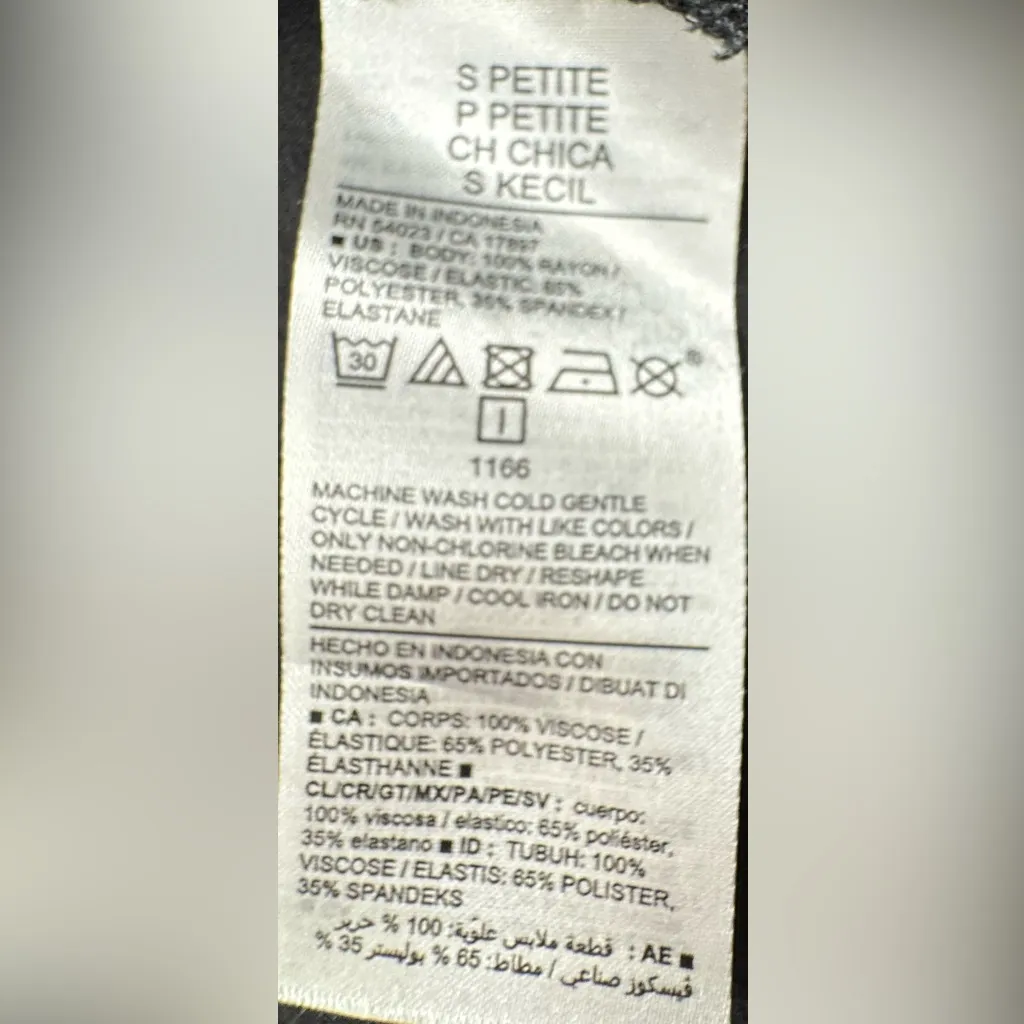 S PETITE
P PETITE
CH CHICA
S KECIL
MADE IN INDONESIA
RN 54023 / CA 17897
■ US : BODY: 100% RAYON /
VISCOSE / ELASTIC: 65%
POLYESTER, 35% SPANDEX /
ELASTANE
30
®
1166
MACHINE WASH COLD GENTLE
CYCLE / WASH WITH LIKE COLORS /
ONLY NON-CHLORINE BLEACH WHEN
NEEDED / LINE DRY / RESHAPE
WHILE DAMP / COOL IRON / DO NOT
DRY CLEAN
HECHO EN INDONESIA CON
INSUMOS IMPORTADOS / DIBUAT DI
INDONESIA
■ CA : CORPS: 100% VISCOSE /
ÉLASTIQUE: 65% POLYESTER, 35%
ÉLASTHANNE ■
CL/CR/GT/MX/PA/PE/SV : cuerpo:
100% viscosa / elastico: 65% poliéster,
35% elastano ■ ID : TUBUH: 100%
VISCOSE / ELASTIS: 65% POLISTER,
35% SPANDEKS
■ AE : قطعة ملابس علوّية: 100 % حرير
ڤيسكوز صناعي / مطاط: 65 % بوليستر 35 %